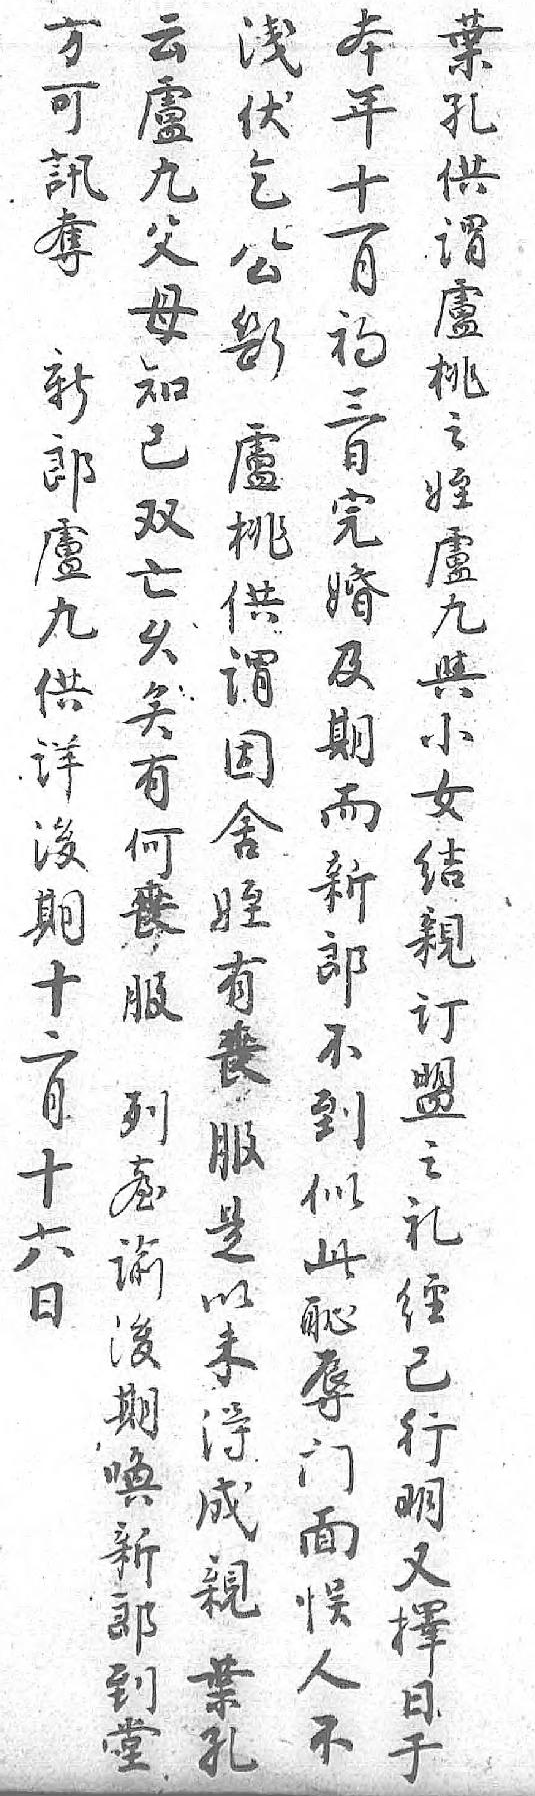 葉孔供謂盧桃之姪盧九與小女結親订盟之礼經已行明又擇日于
本年十一月初三日完婚及期而新郎不到似此恥辱门面悮人不
淺伏乞公斷　盧桃供謂因舍姪有喪服是以未得成親　葉孔
云盧九父母知已双亡久矣有何喪服　列臺諭後期喚新郎到堂
方可訊奪　新郎盧九供詳後期十二月十六日